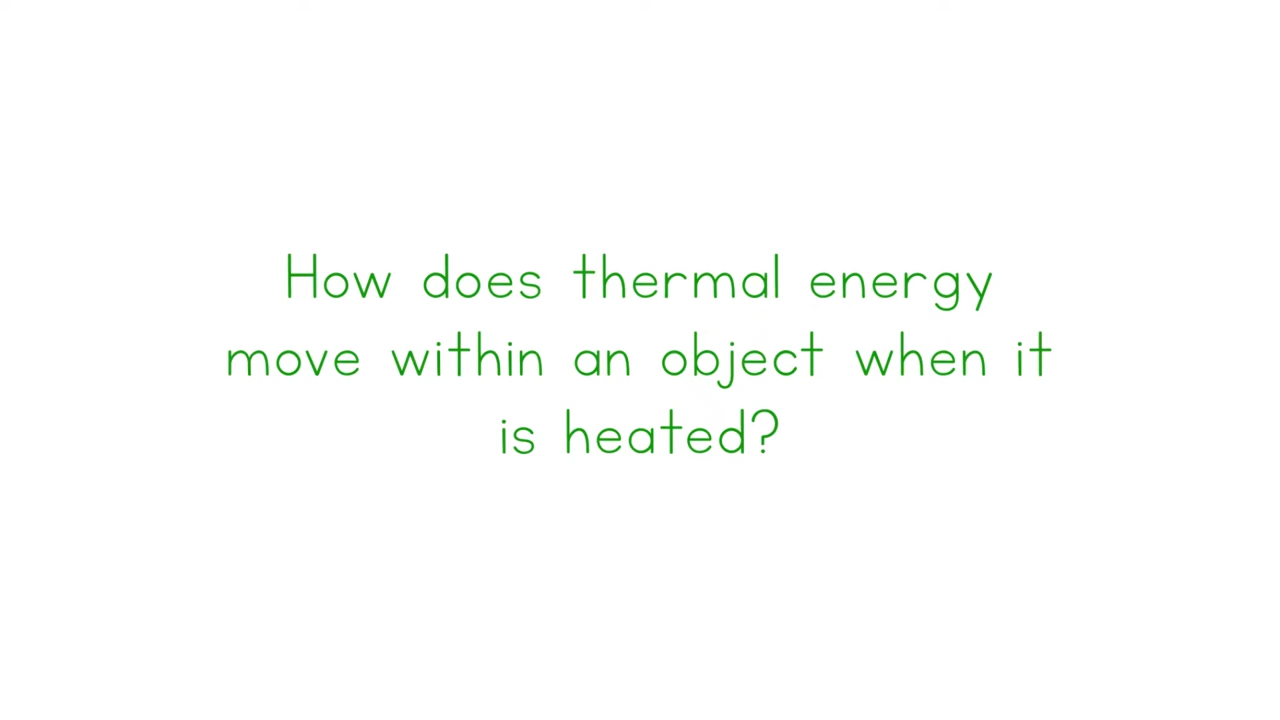 How does thermal energy
move within an object when it
is heated?